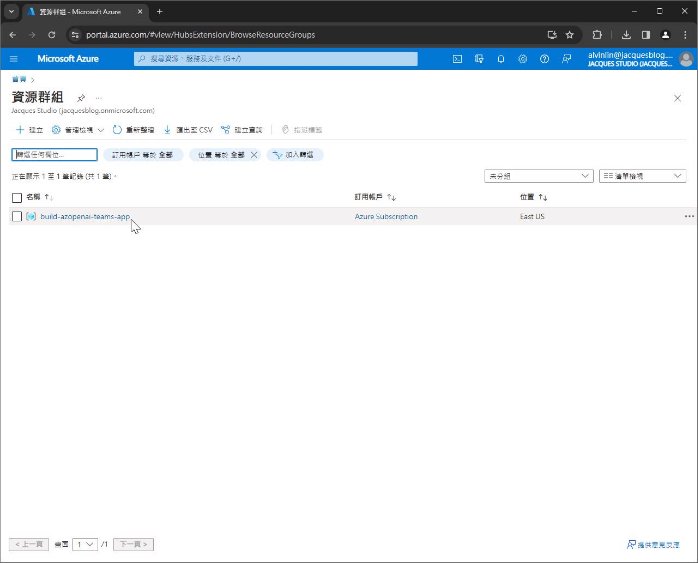 資源群組 - Microsoft Azure
portal.azure.com/#view/HubsExtension/BrowseResourceGroups
Microsoft Azure
搜尋資源、服務及文件 (G+/)
alvinlin@jacquesblog....
JACQUES STUDIO (JACQUES...
首頁 >
資源群組
Jacques Studio (jacquesblog.onmicrosoft.com)
建立 管理檢視 重新整理 匯出至 CSV 建立查詢 指派標籤
篩選任何欄位... 訂用帳戶 等於 全部 位置 等於 全部 加入篩選
正在顯示 1 至 1 筆記錄 (共 1 筆)。 未分組 清單檢視
名稱 ↑↓ 訂用帳戶 ↑↓ 位置 ↑↓
build-azopenai-teams-app Azure Subscription East US
< 上一頁 頁面 1 /1 下一頁 > 提供意見反應